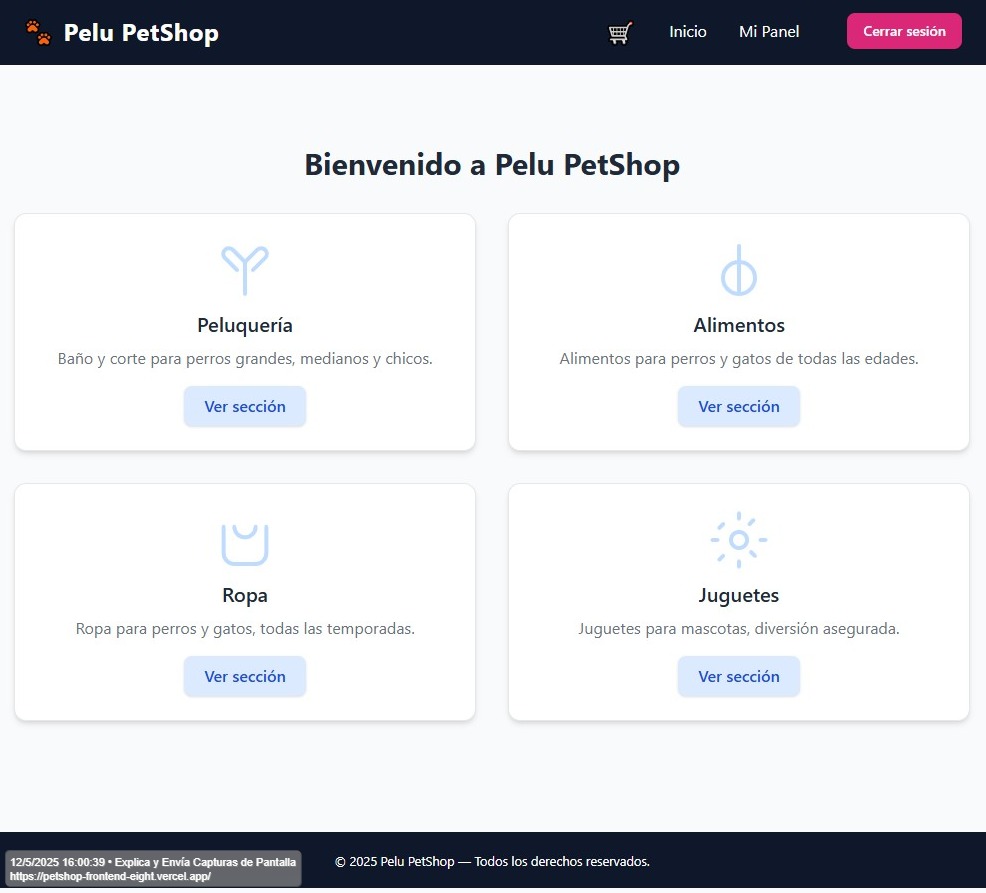 Pelu PetShop
Inicio
Mi Panel
Cerrar sesión
Bienvenido a Pelu PetShop
Peluquería
Baño y corte para perros grandes, medianos y chicos.
Ver sección
Alimentos
Alimentos para perros y gatos de todas las edades.
Ver sección
Ropa
Ropa para perros y gatos, todas las temporadas.
Ver sección
Juguetes
Juguetes para mascotas, diversión asegurada.
Ver sección
12/5/2025 16:00:39 • Explica y Envía Capturas de Pantalla
https://petshop-frontend-eight.vercel.app/
© 2025 Pelu PetShop — Todos los derechos reservados.